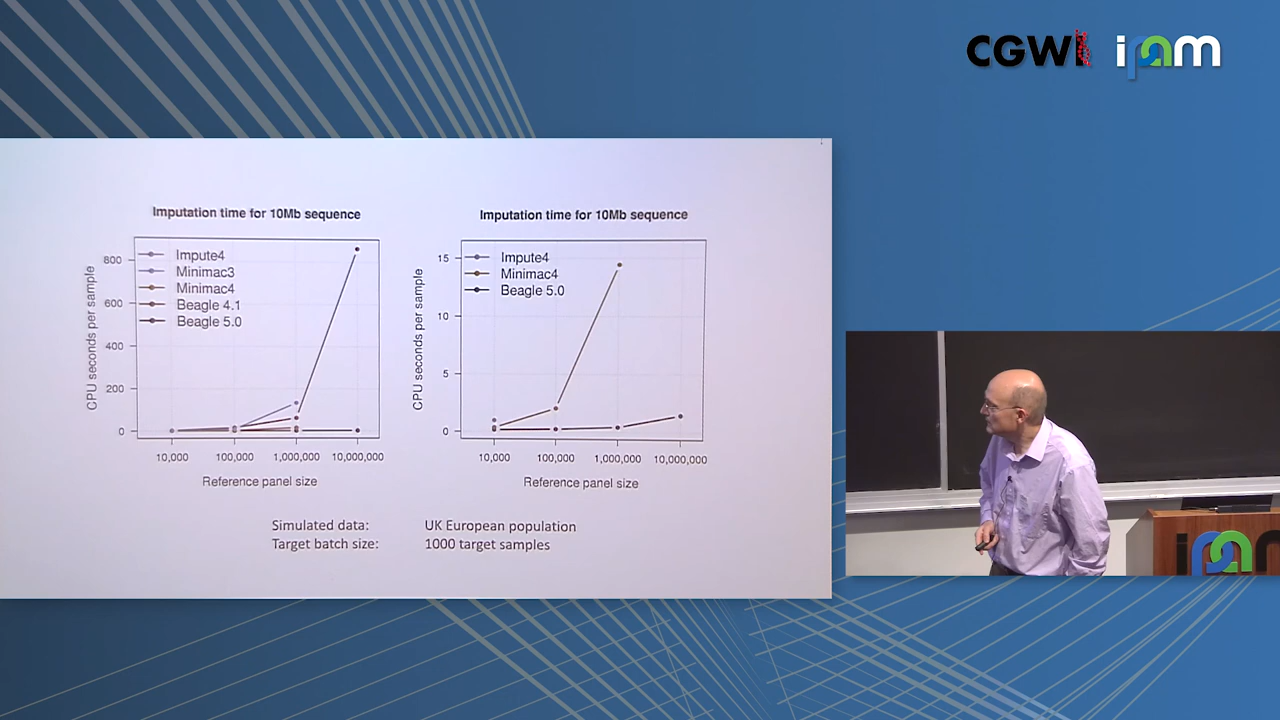 CGWI ipam
Imputation time for 10Mb sequence
Impute4
Minimac3
Minimac4
Beagle 4.1
Beagle 5.0
CPU seconds per sample
800
600
400
200
0
10,000 100,000 1,000,000 10,000,000
Reference panel size
Imputation time for 10Mb sequence
Impute4
Minimac4
Beagle 5.0
CPU seconds per sample
15
10
5
0
10,000 100,000 1,000,000 10,000,000
Reference panel size
Simulated data: UK European population
Target batch size: 1000 target samples
ipam